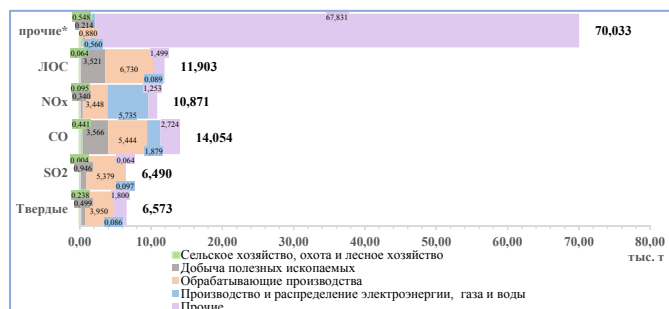 0.548
67,831
0.214
прочие*
0,880
70,033
0,560
0,064
1,499
3,521
ЛОС
6,730
11,903
0,089
0,095
1,253
0,340
NOx
3,448
10,871
5,735
0,441
2,724
3,566
CO
5,444
14,054
1,879
0,004
0,064
0,946
SO2
5,379
6,490
0,097
0.238
1,800
0,499
Твердые
3,950
6,573
0,086
0,00 10,00 20,00 30,00 40,00 50,00 60,00 70,00 80,00
тыс. т
Сельское хозяйство, охота и лесное хозяйство
Добыча полезных ископаемых
Обрабатывающие производства
Производство и распределение электроэнергии, газа и воды
Прочие